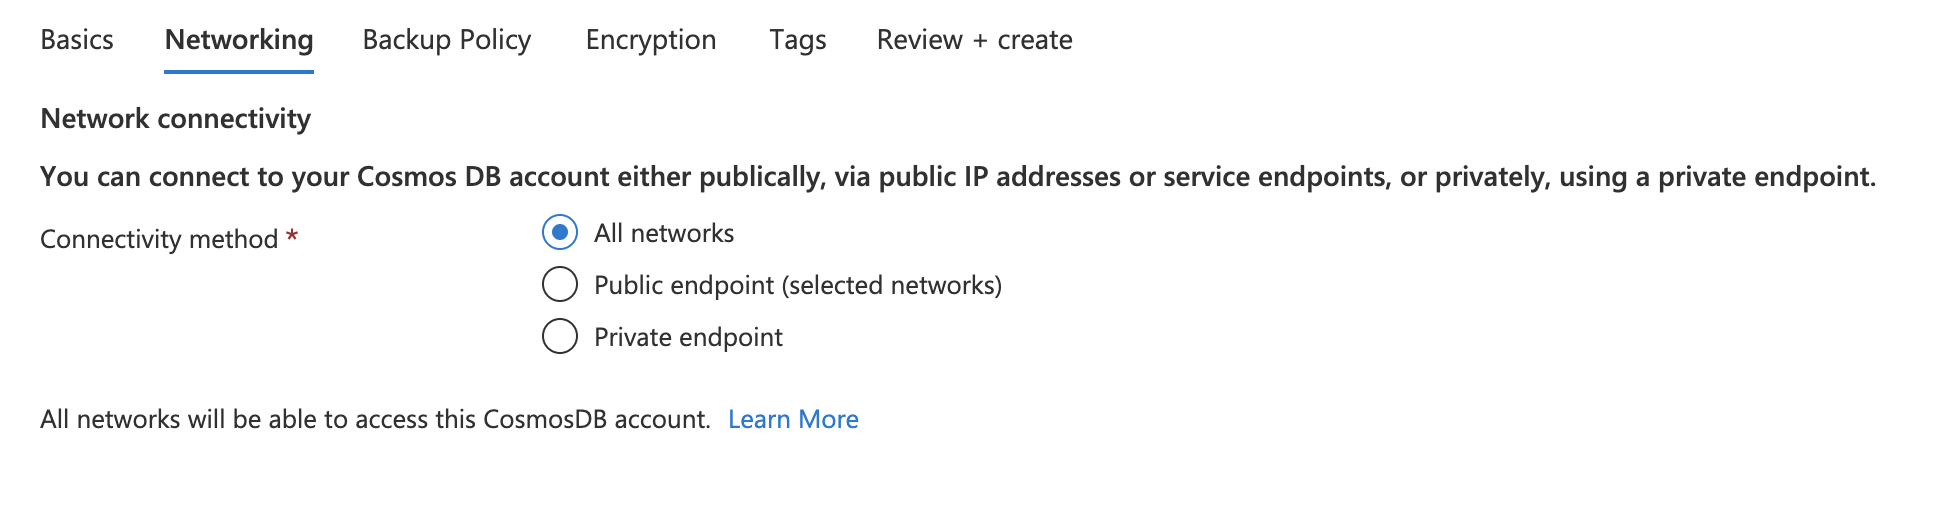 Basics Networking Backup Policy Encryption Tags Review + create
Network connectivity
You can connect to your Cosmos DB account either publically, via public IP addresses or service endpoints, or privately, using a private endpoint.
Connectivity method *
All networks
Public endpoint (selected networks)
Private endpoint
All networks will be able to access this CosmosDB account. Learn More